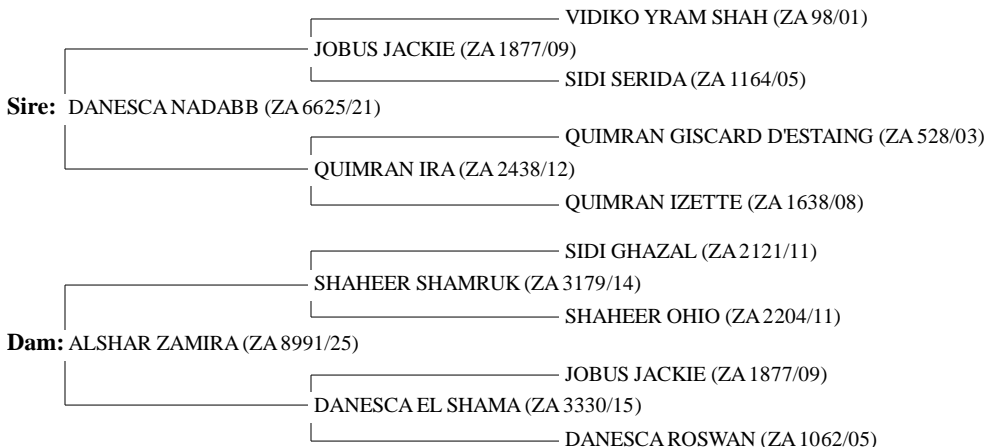 VIDIKO YRAM SHAH (ZA 98/01)
JOBUS JACKIE (ZA 1877/09)
SIDI SERIDA (ZA 1164/05)
Sire: DANESCA NADABB (ZA 6625/21)
QUIMRAN GISCARD D'ESTAING (ZA 528/03)
QUIMRAN IRA (ZA 2438/12)
QUIMRAN IZETTE (ZA 1638/08)
SIDI GHAZAL (ZA 2121/11)
SHAHEER SHAMRUK (ZA 3179/14)
SHAHEER OHIO (ZA 2204/11)
Dam: ALSHAR ZAMIRA (ZA 8991/25)
JOBUS JACKIE (ZA 1877/09)
DANESCA EL SHAMA (ZA 3330/15)
DANESCA ROSWAN (ZA 1062/05)